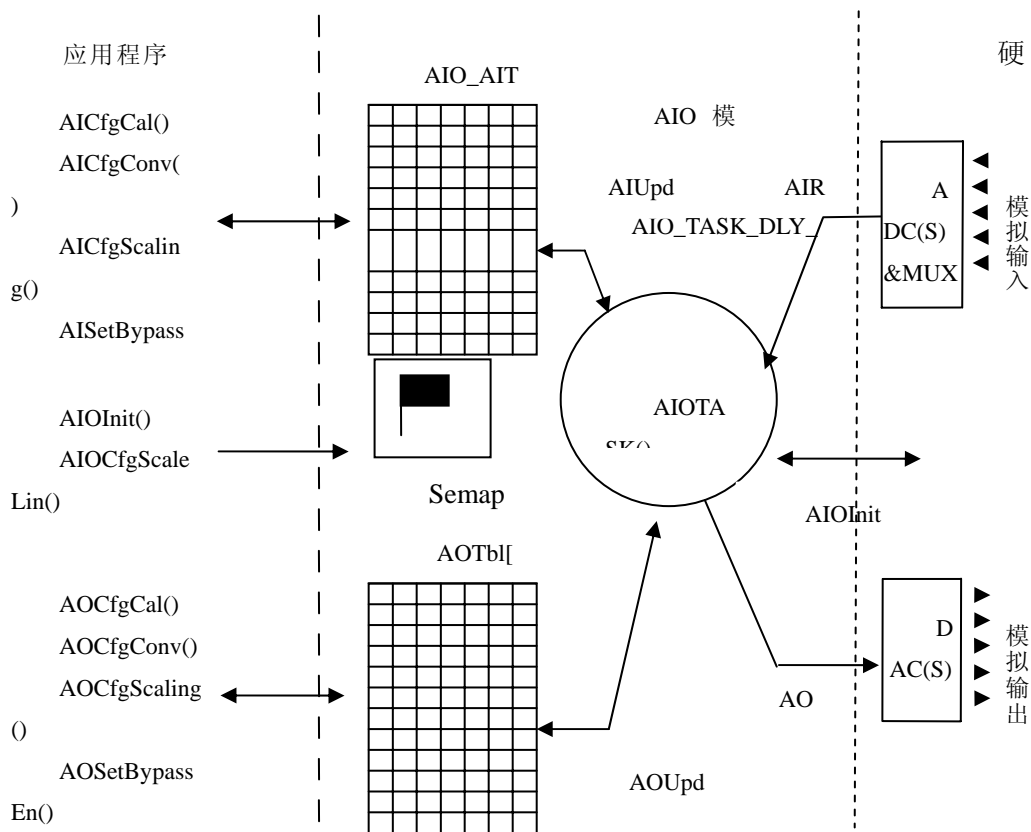 应用程序
AICfgCal()
AICfgConv(
)
AICfgScalin
g()
AISetBypass
AIOInit()
AIOCfgScale
Lin()
AOCfgCal()
AOCfgConv()
AOCfgScaling
()
AOSetBypass
En()
AIO_AIT
Semap
AOTbl[
AIO 模
AIUpd
AIR
AIO_TASK_DLY_
AIOTA
SK()
AIOInit
AO
AOUpd
硬
A
DC(S)
&MUX
模拟输入
D
AC(S)
模拟输出